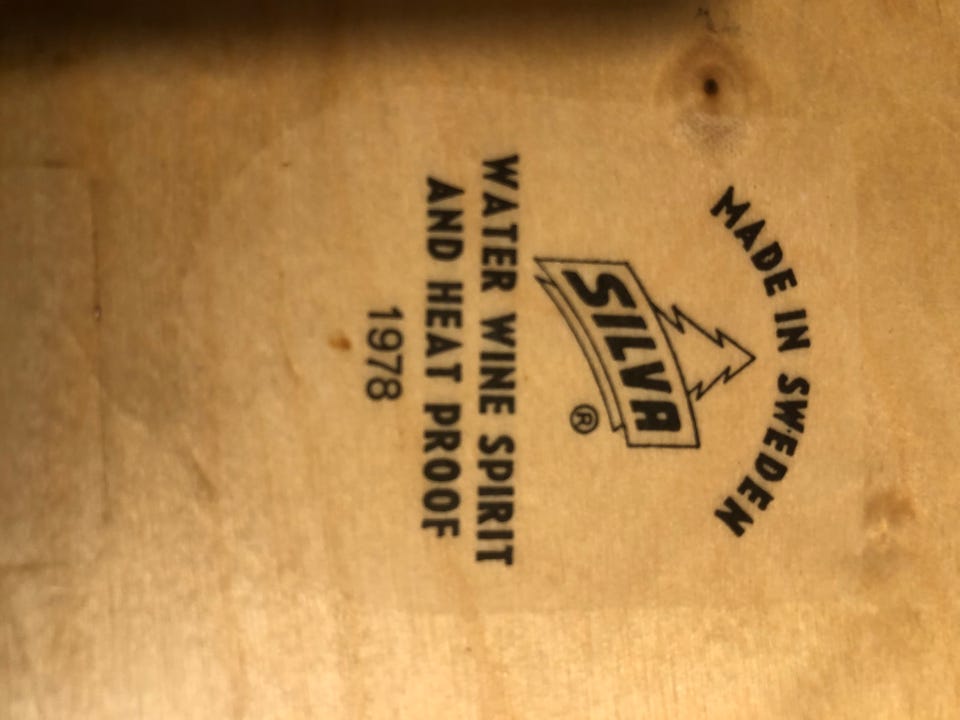 MADE IN SWEDEN
SILVA
®
WATER WINE SPIRIT
AND HEAT PROOF
1978